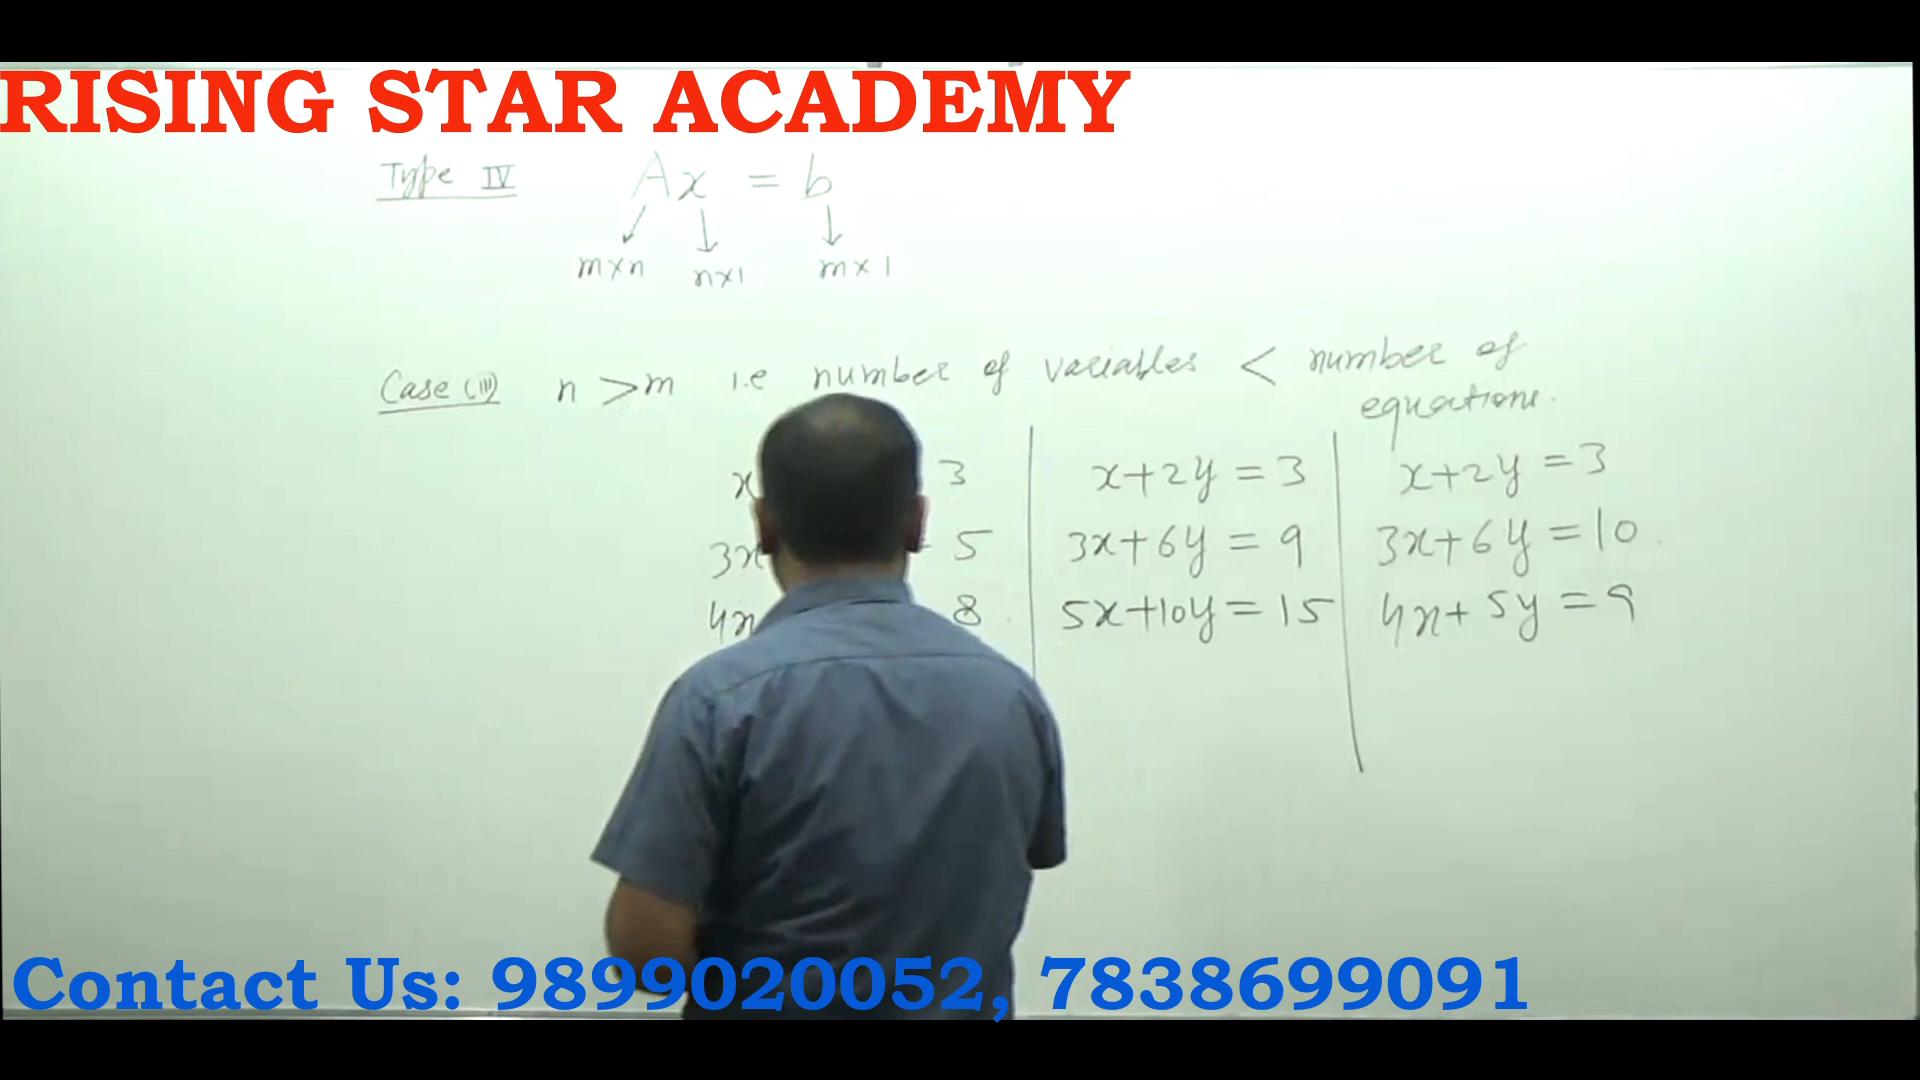 RISING STAR ACADEMY
Type IV Ax = b
m×n n×1 m×1
Case (III) n > m i.e number of variables < number of
equations.
x 3 x+2y = 3 x+2y = 3
3x 5 3x+6y = 9 3x+6y = 10
4x 8 5x+10y = 15 4x+5y = 9
Contact Us: 9899020052, 7838699091